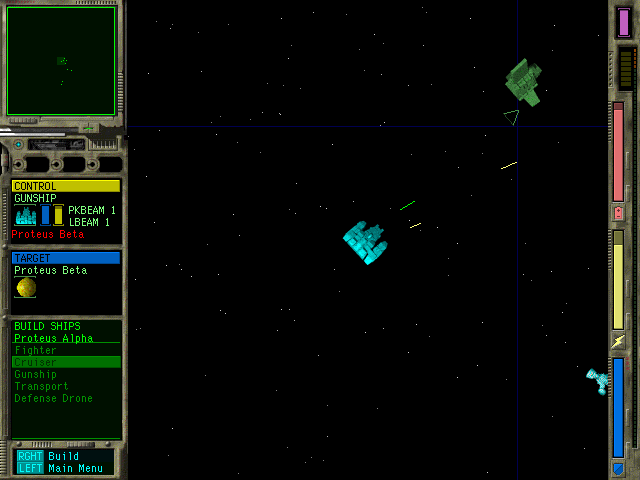 CONTROL
GUNSHIP
PKBEAM 1
LBEAM 1
Proteus Beta
TARGET
Proteus Beta
BUILD SHIPS
Proteus Alpha
Fighter
Cruiser
Gunship
Transport
Defense Drone
RGHT Build
LEFT Main Menu